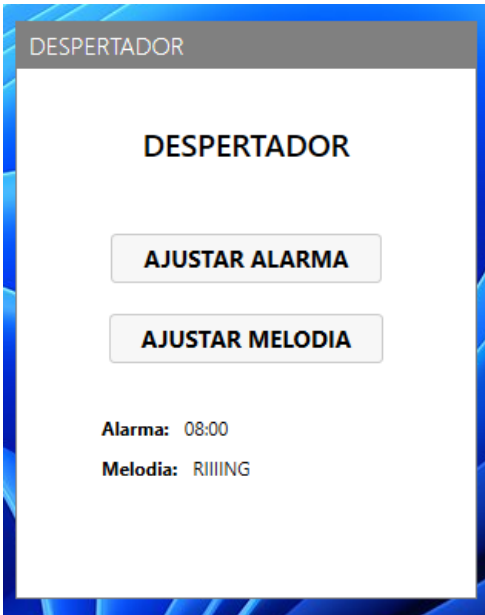 DESPERTADOR
DESPERTADOR
AJUSTAR ALARMA
AJUSTAR MELODIA
Alarma: 08:00
Melodia: RIIIING